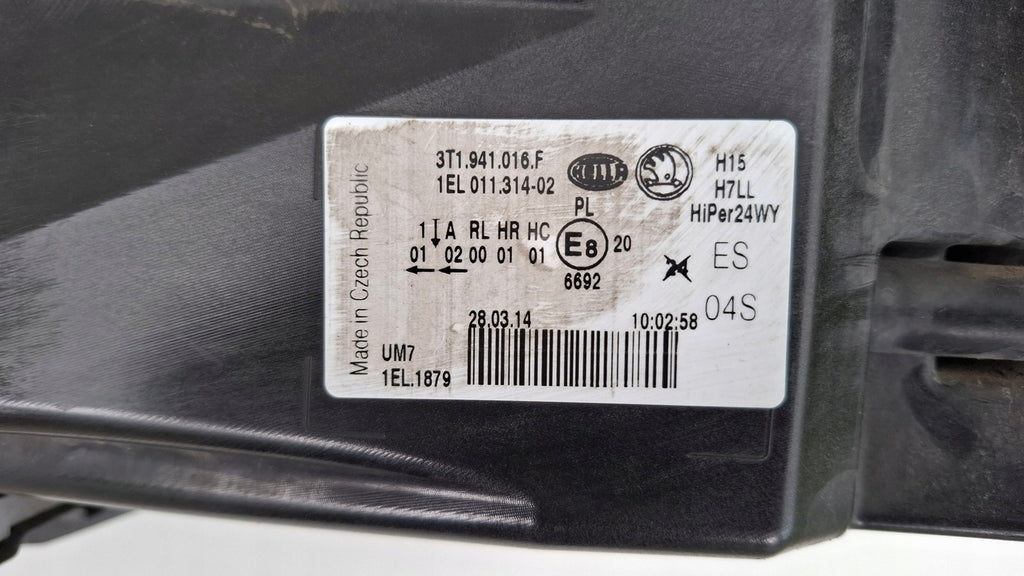 3T1.941.016.F
1EL 011.314-02
HELLA
H15
H7LL
HiPer24WY
PL
1 A RL HR HC
01 02 00 01 01
E8 20
6692
24
ES
04S
28.03.14 10:02:58
UM7
1EL.1879
Made in Czech Republic